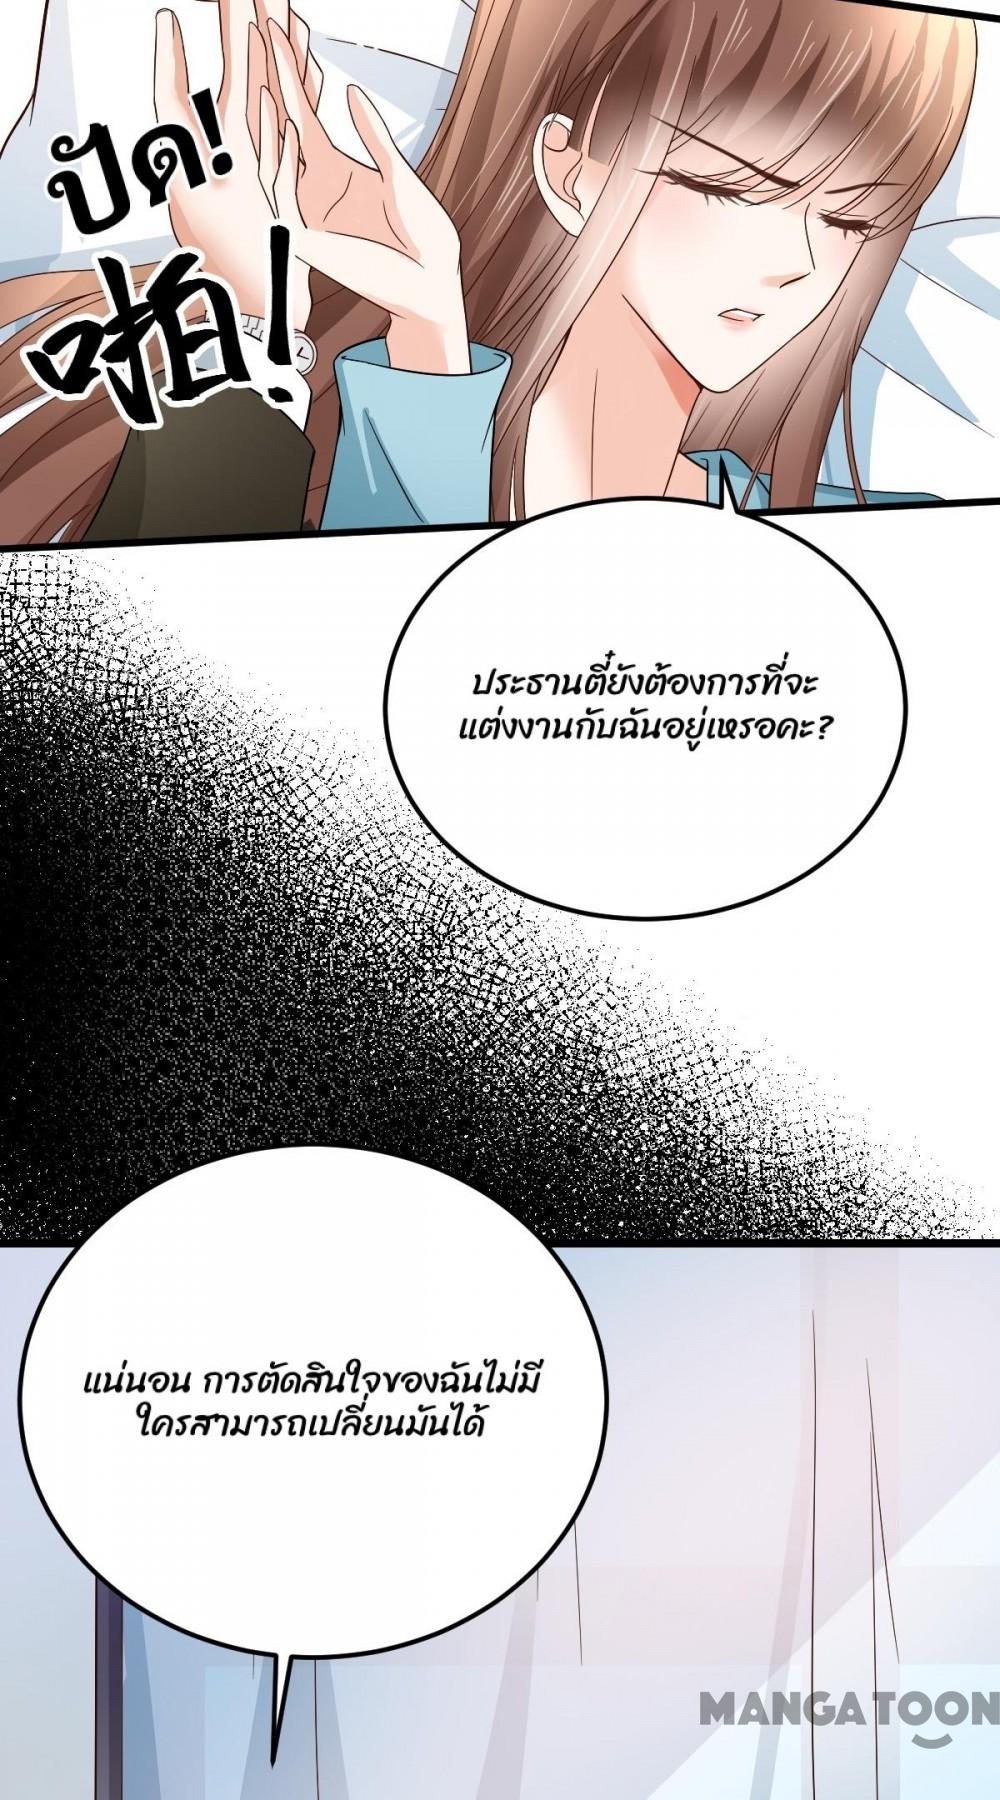 ปัด!
啪!
ประธานตี๋ยังต้องการที่จะ
แต่งงานกับฉันอยู่เหรอคะ?
แน่นอน การตัดสินใจของฉันไม่มี
ใครสามารถเปลี่ยนมันได้
MANGATOON